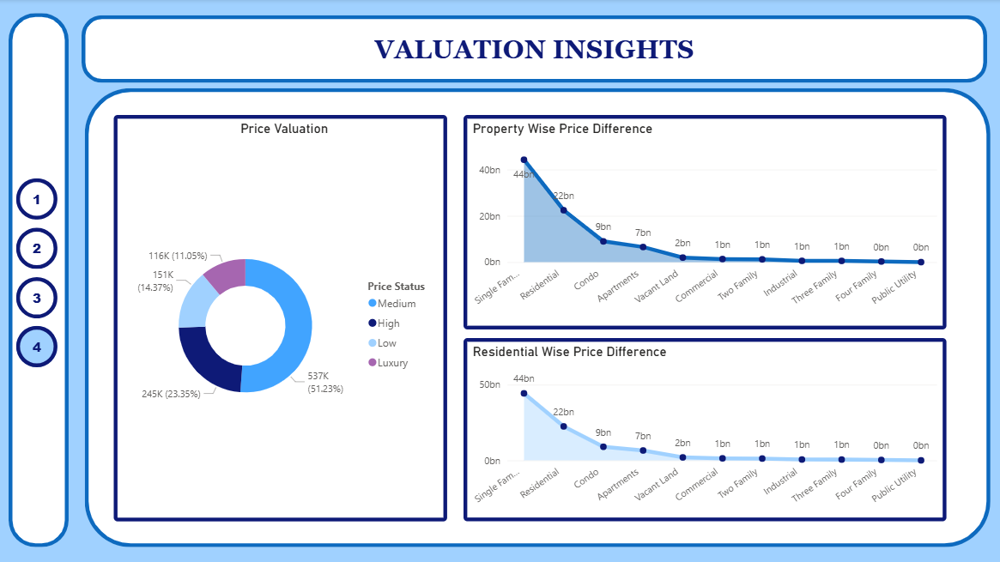 VALUATION INSIGHTS
1
2
3
4
Price Valuation
116K (11.05%)
151K
(14.37%)
245K (23.35%)
537K
(51.23%)
Price Status
Medium
High
Low
Luxury
Property Wise Price Difference
40bn
20bn
0bn
44bn
22bn
9bn
7bn
2bn
1bn
1bn
1bn
1bn
0bn
0bn
Single Fam...
Residential
Condo
Apartments
Vacant Land
Commercial
Two Family
Industrial
Three Family
Four Family
Public Utility
Residential Wise Price Difference
50bn
0bn
44bn
22bn
9bn
7bn
2bn
1bn
1bn
1bn
1bn
0bn
0bn
Single Fam...
Residential
Condo
Apartments
Vacant Land
Commercial
Two Family
Industrial
Three Family
Four Family
Public Utility